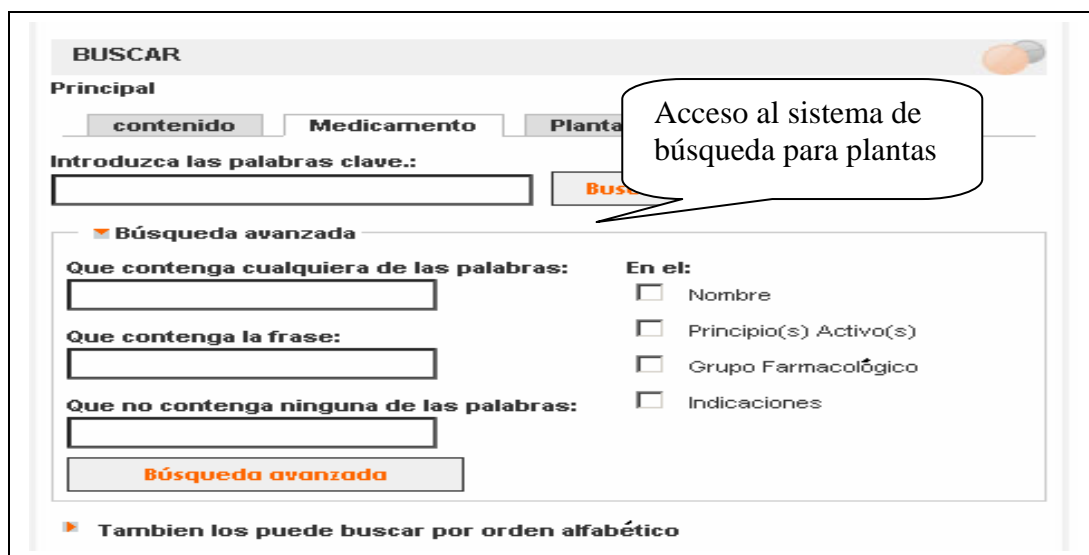 BUSCAR
Principal
contenido Medicamento Planta
Acceso al sistema de
búsqueda para plantas
Introduzca las palabras clave.:
Búsqueda avanzada
Que contenga cualquiera de las palabras: En el:
Nombre
Que contenga la frase: Principio(s) Activo(s)
Grupo Farmacológico
Que no contenga ninguna de las palabras: Indicaciones
Búsqueda avanzada
Tambien los puede buscar por orden alfabético